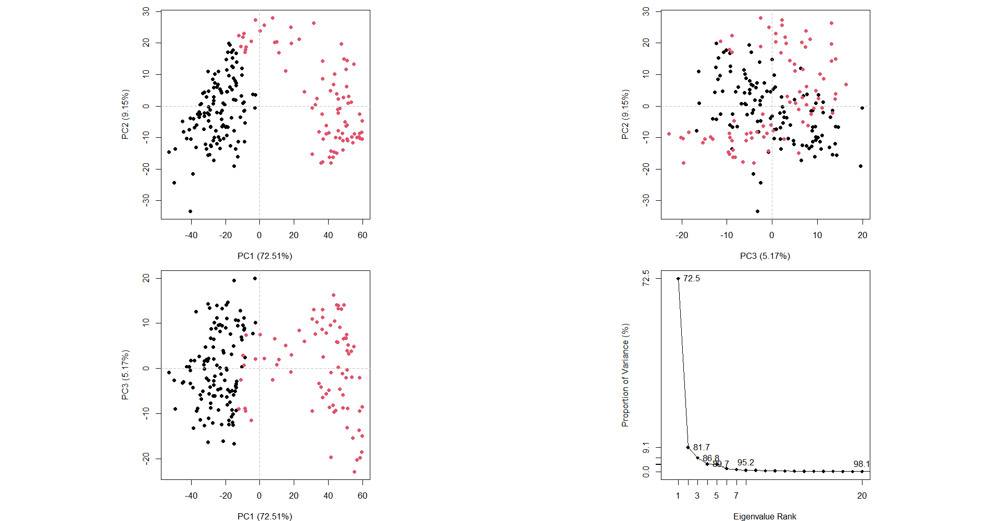 30
20
10
0
-10
-20
-30
PC2 (9.15%)
-40 -20 0 20 40 60
PC1 (72.51%)
30
20
10
0
-10
-20
-30
PC2 (9.15%)
-20 -10 0 10 20
PC3 (5.17%)
20
10
0
-10
-20
PC3 (5.17%)
-40 -20 0 20 40 60
PC1 (72.51%)
72.5
9.1
0.0
Proportion of Variance (%)
72.5
81.7
86.8
89.7
95.2
98.1
1 3 5 7 20
Eigenvalue Rank